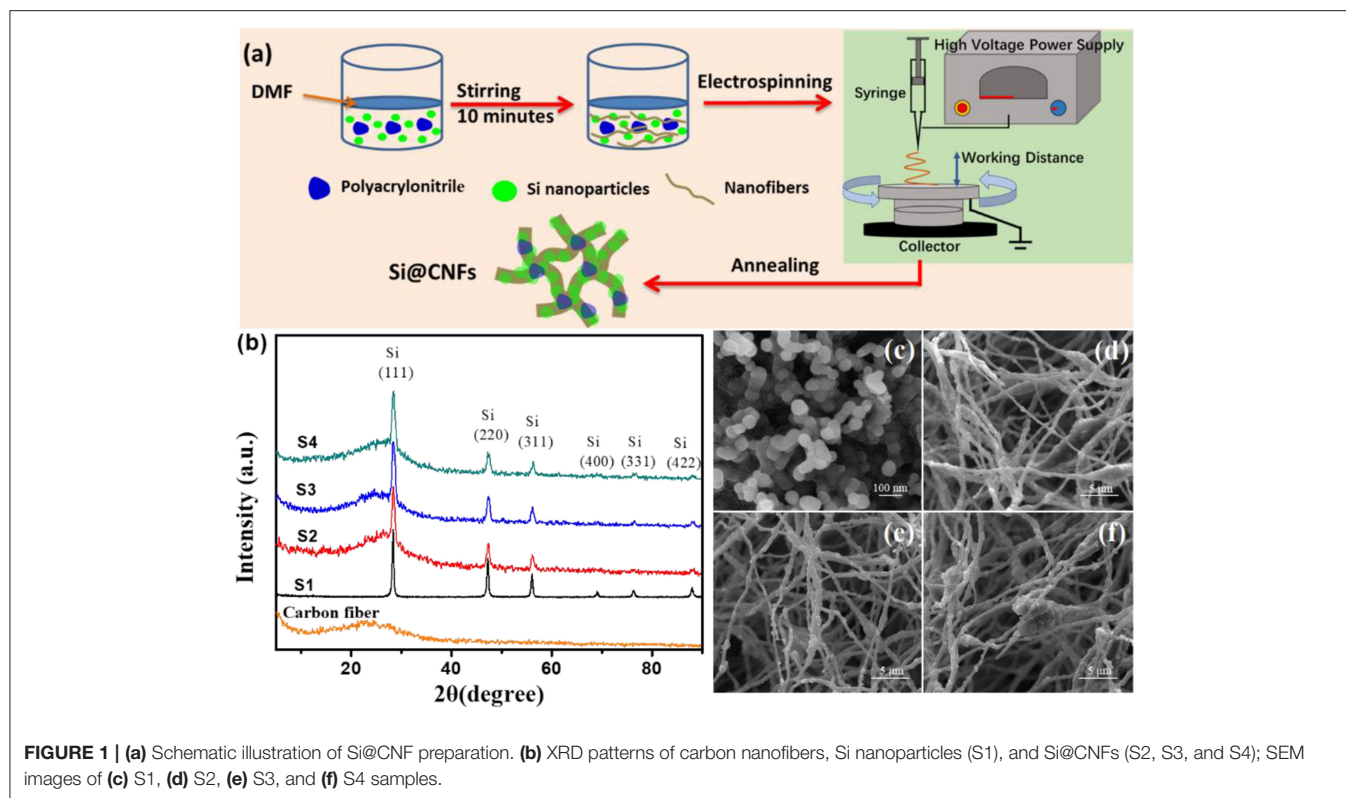 (a)
DMF
Stirring
10 minutes
Electrospinning
High Voltage Power Supply
Syringe
Working Distance
Collector
Polyacrylonitrile
Si nanoparticles
Nanofibers
Si@CNFs
Annealing
(b)
Si
(111)
Si
(220)
Si
(311)
Si
(400)
Si
(331)
Si
(422)
S4
S3
S2
S1
Carbon fiber
Intensity (a.u.)
20
40
60
80
2θ(degree)
(c)
100 nm
(d)
5 μm
(e)
5 μm
(f)
5 μm
FIGURE 1 | (a) Schematic illustration of Si@CNF preparation. (b) XRD patterns of carbon nanofibers, Si nanoparticles (S1), and Si@CNFs (S2, S3, and S4); SEM
images of (c) S1, (d) S2, (e) S3, and (f) S4 samples.